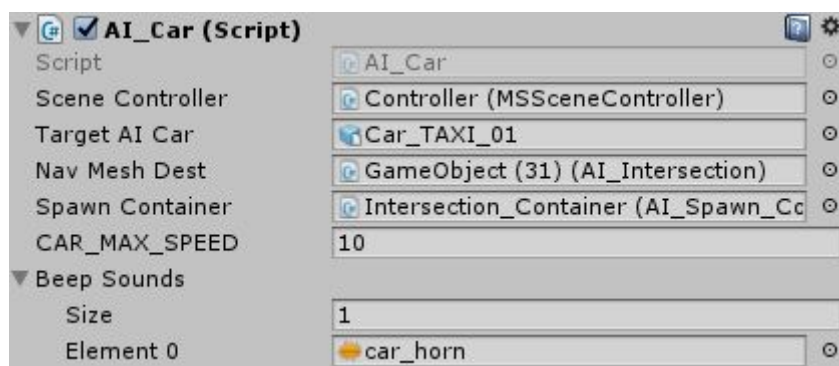 AI_Car (Script)
Script AI_Car
Scene Controller Controller (MSSceneController)
Target AI Car Car_TAXI_01
Nav Mesh Dest GameObject (31) (AI_Intersection)
Spawn Container Intersection_Container (AI_Spawn_Cc
CAR_MAX_SPEED 10
Beep Sounds
Size 1
Element 0 car_horn